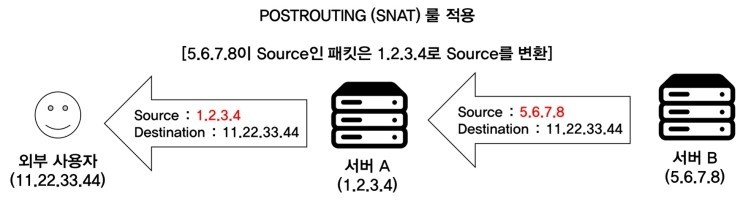 POSTROUTING (SNAT) 룰 적용
[5.6.7.8이 Source인 패킷은 1.2.3.4로 Source를 변환]
Source : 1.2.3.4
Destination : 11.22.33.44
Source : 5.6.7.8
Destination : 11.22.33.44
외부 사용자
(11.22.33.44)
서버 A
(1.2.3.4)
서버 B
(5.6.7.8)